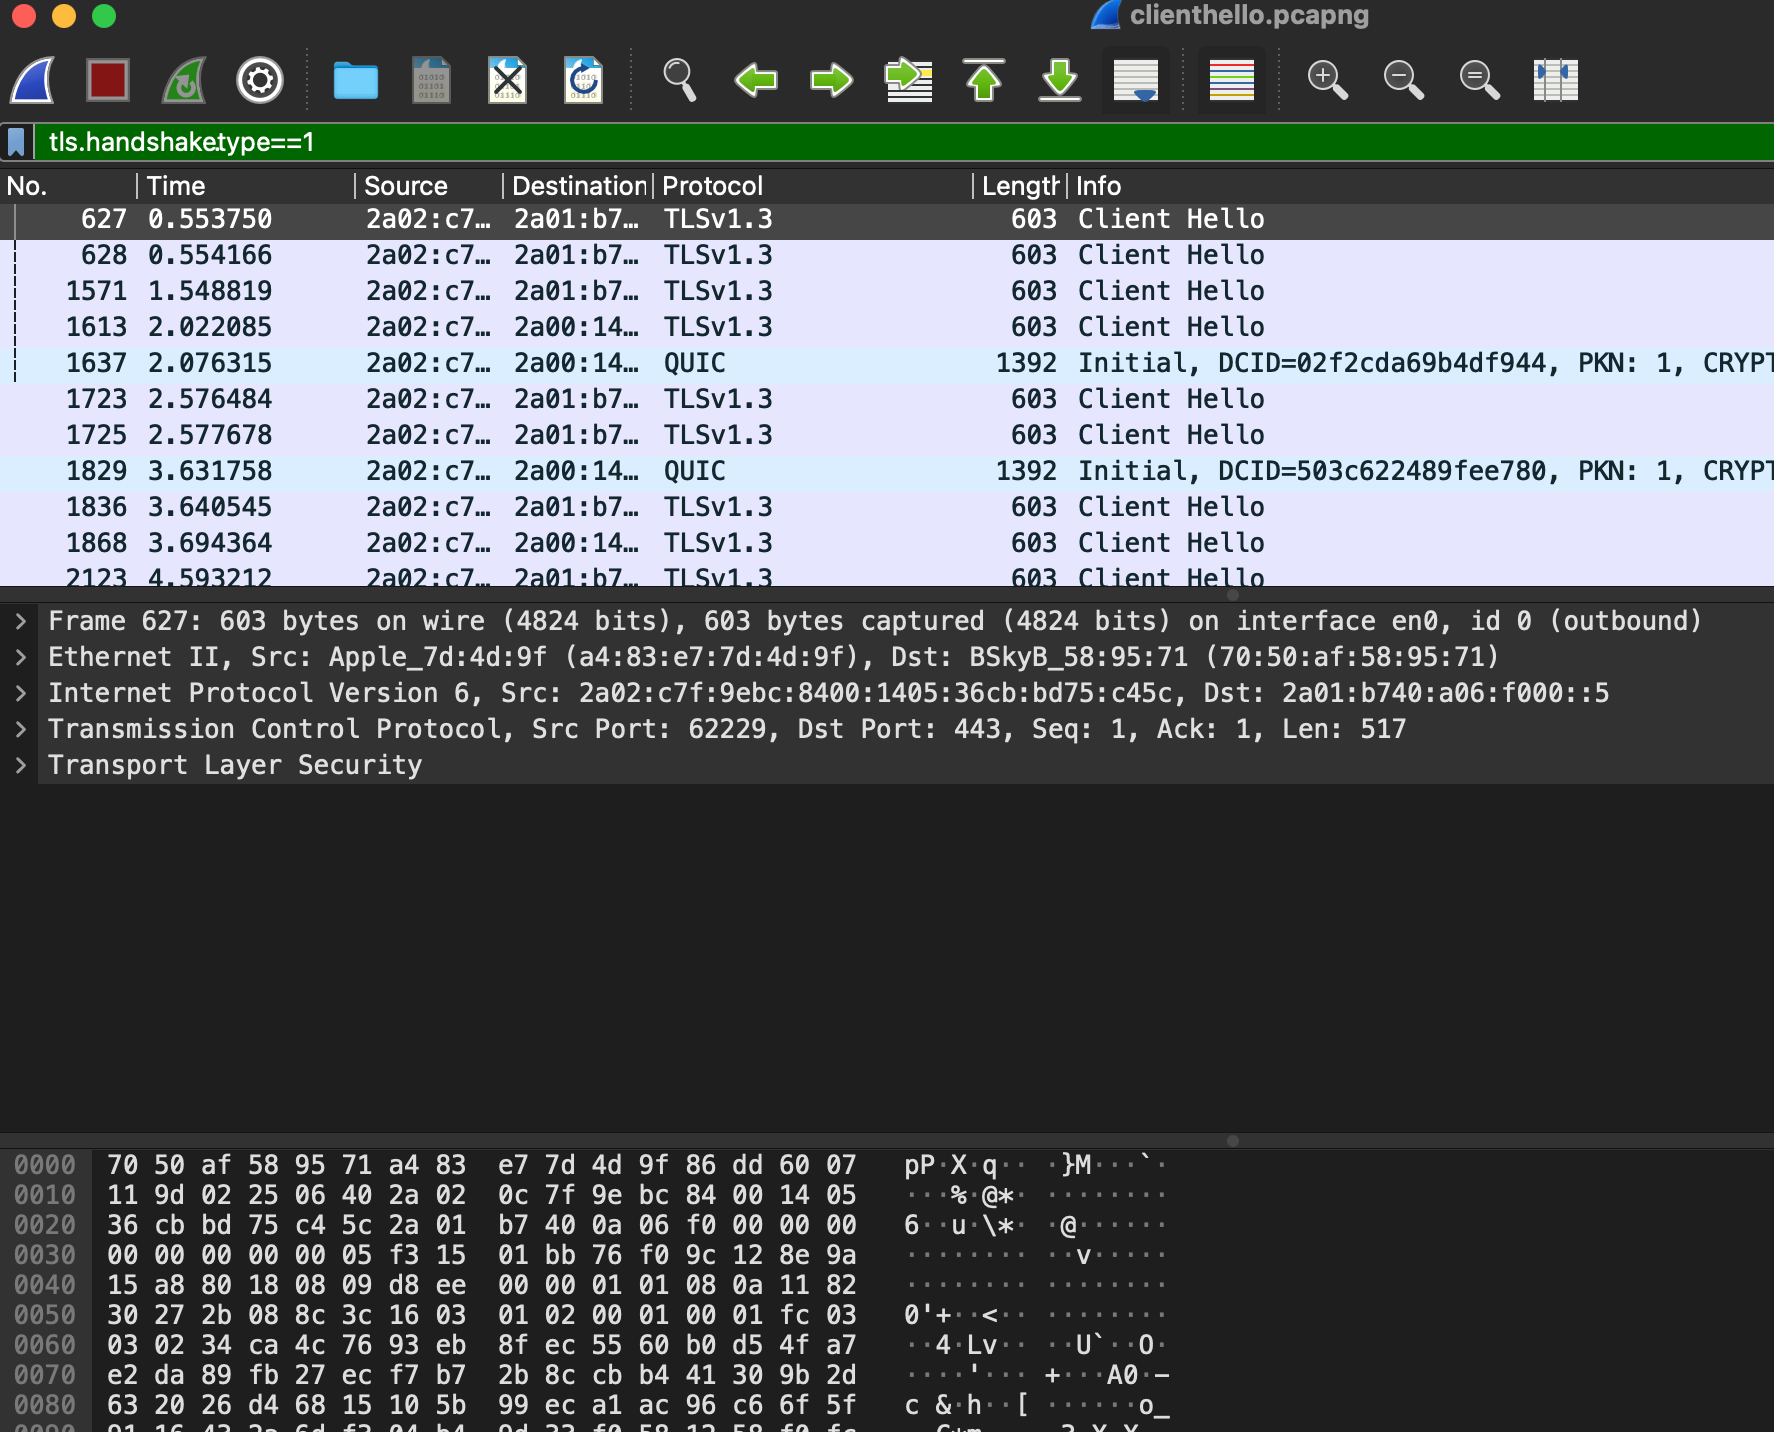 clienthello.pcapng
tls.handshake.type==1
No. Time Source Destination Protocol Length Info
627 0.553750 2a02:c7… 2a01:b7… TLSv1.3 603 Client Hello
628 0.554166 2a02:c7… 2a01:b7… TLSv1.3 603 Client Hello
1571 1.548819 2a02:c7… 2a01:b7… TLSv1.3 603 Client Hello
1613 2.022085 2a02:c7… 2a00:14… TLSv1.3 603 Client Hello
1637 2.076315 2a02:c7… 2a00:14… QUIC 1392 Initial, DCID=02f2cda69b4df944, PKN: 1, CRYPT
1723 2.576484 2a02:c7… 2a01:b7… TLSv1.3 603 Client Hello
1725 2.577678 2a02:c7… 2a01:b7… TLSv1.3 603 Client Hello
1829 3.631758 2a02:c7… 2a00:14… QUIC 1392 Initial, DCID=503c622489fee780, PKN: 1, CRYPT
1836 3.640545 2a02:c7… 2a01:b7… TLSv1.3 603 Client Hello
1868 3.694364 2a02:c7… 2a00:14… TLSv1.3 603 Client Hello
2123 4.593212 2a02:c7… 2a01:b7… TLSv1.3 603 Client Hello
Frame 627: 603 bytes on wire (4824 bits), 603 bytes captured (4824 bits) on interface en0, id 0 (outbound)
Ethernet II, Src: Apple_7d:4d:9f (a4:83:e7:7d:4d:9f), Dst: BSkyB_58:95:71 (70:50:af:58:95:71)
Internet Protocol Version 6, Src: 2a02:c7f:9ebc:8400:1405:36cb:bd75:c45c, Dst: 2a01:b740:a06:f000::5
Transmission Control Protocol, Src Port: 62229, Dst Port: 443, Seq: 1, Ack: 1, Len: 517
Transport Layer Security
0000 70 50 af 58 95 71 a4 83 e7 7d 4d 9f 86 dd 60 07 pP·X·q·· ·}M···`·
0010 11 9d 02 25 06 40 2a 02 0c 7f 9e bc 84 00 14 05 ···%·@*· ········
0020 36 cb bd 75 c4 5c 2a 01 b7 40 0a 06 f0 00 00 00 6··u·\*· ·@······
0030 00 00 00 00 00 05 f3 15 01 bb 76 f0 9c 12 8e 9a ········ ··v·····
0040 15 a8 80 18 08 09 d8 ee 00 00 01 01 08 0a 11 82 ········ ········
0050 30 27 2b 08 8c 3c 16 03 01 02 00 01 00 01 fc 03 0'+··<·· ········
0060 03 02 34 ca 4c 76 93 eb 8f ec 55 60 b0 d5 4f a7 ··4·Lv·· ··U`··O·
0070 e2 da 89 fb 27 ec f7 b7 2b 8c cb b4 41 30 9b 2d ····'··· +···A0·-
0080 63 20 26 d4 68 15 10 5b 99 ec a1 ac 96 c6 6f 5f c &·h··[ ······o_